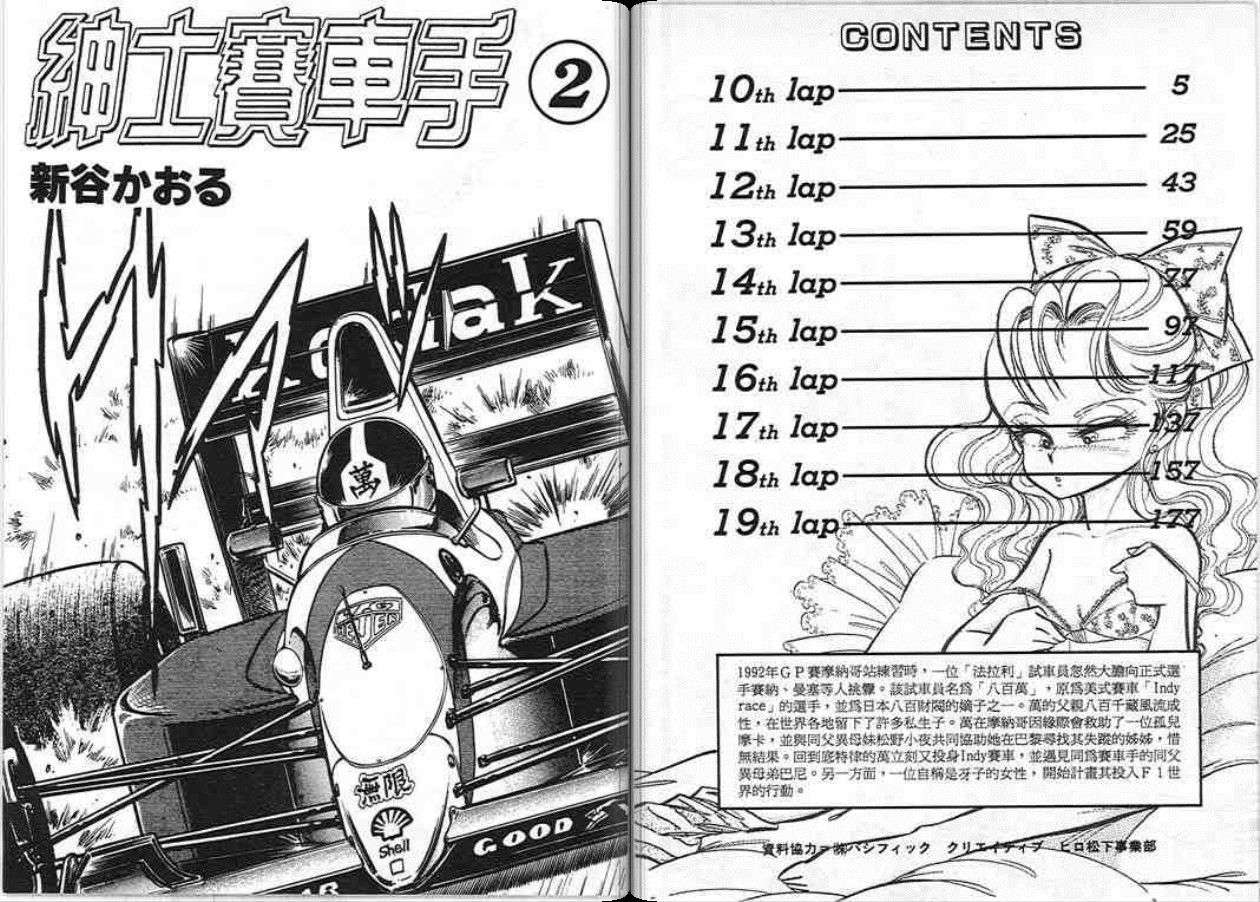 紳士賽車手
2
新谷かおる
Kodak
萬
TAG
HEUER
無限
Shell
GOOD
CONTENTS
10th lap 5
11th lap 25
12th lap 43
13th lap 59
14th lap 77
15th lap 97
16th lap 117
17th lap 137
18th lap 157
19th lap 177
1992年GP賽摩納哥站練習時，一位「法拉利」試車員忽然大膽向正式選
手賽納、曼塞等人挑釁。該試車員名為「八百萬」，原為美式賽車「Indy
race」的選手，並為日本八百財閥的嫡子之一。萬的父親八百千藏風流成
性，在世界各地留下了許多私生子。萬在摩納哥因緣際會救助了一位孤兒
摩卡，並與同父異母妹松野小夜共同協助她在巴黎尋找其失蹤的姊姊，惜
無結果。回到底特律的萬立刻又投身Indy賽車，並遇見同為賽車手的同父
異母弟巴尼。另一方面，一位自稱是冴子的女性，開始計畫其投入F1世
界的行動。
資料協力=㈱パシフィック クリエイティブ ヒロ松下事業部